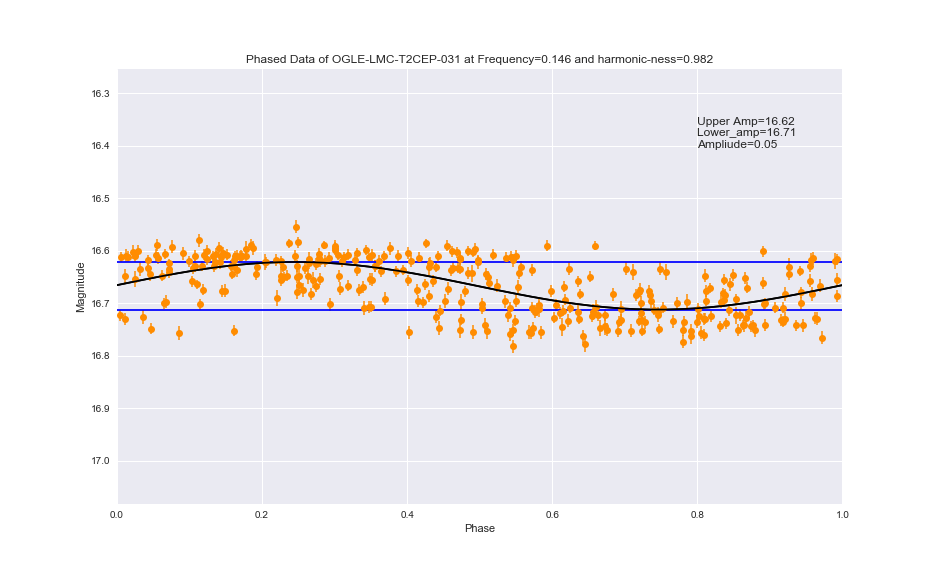 Phased Data of OGLE-LMC-T2CEP-031 at Frequency=0.146 and harmonic-ness=0.982
Upper Amp=16.62
Lower_amp=16.71
Ampliude=0.05
Magnitude
16.3
16.4
16.5
16.6
16.7
16.8
16.9
17.0
0.0 0.2 0.4 0.6 0.8 1.0
Phase